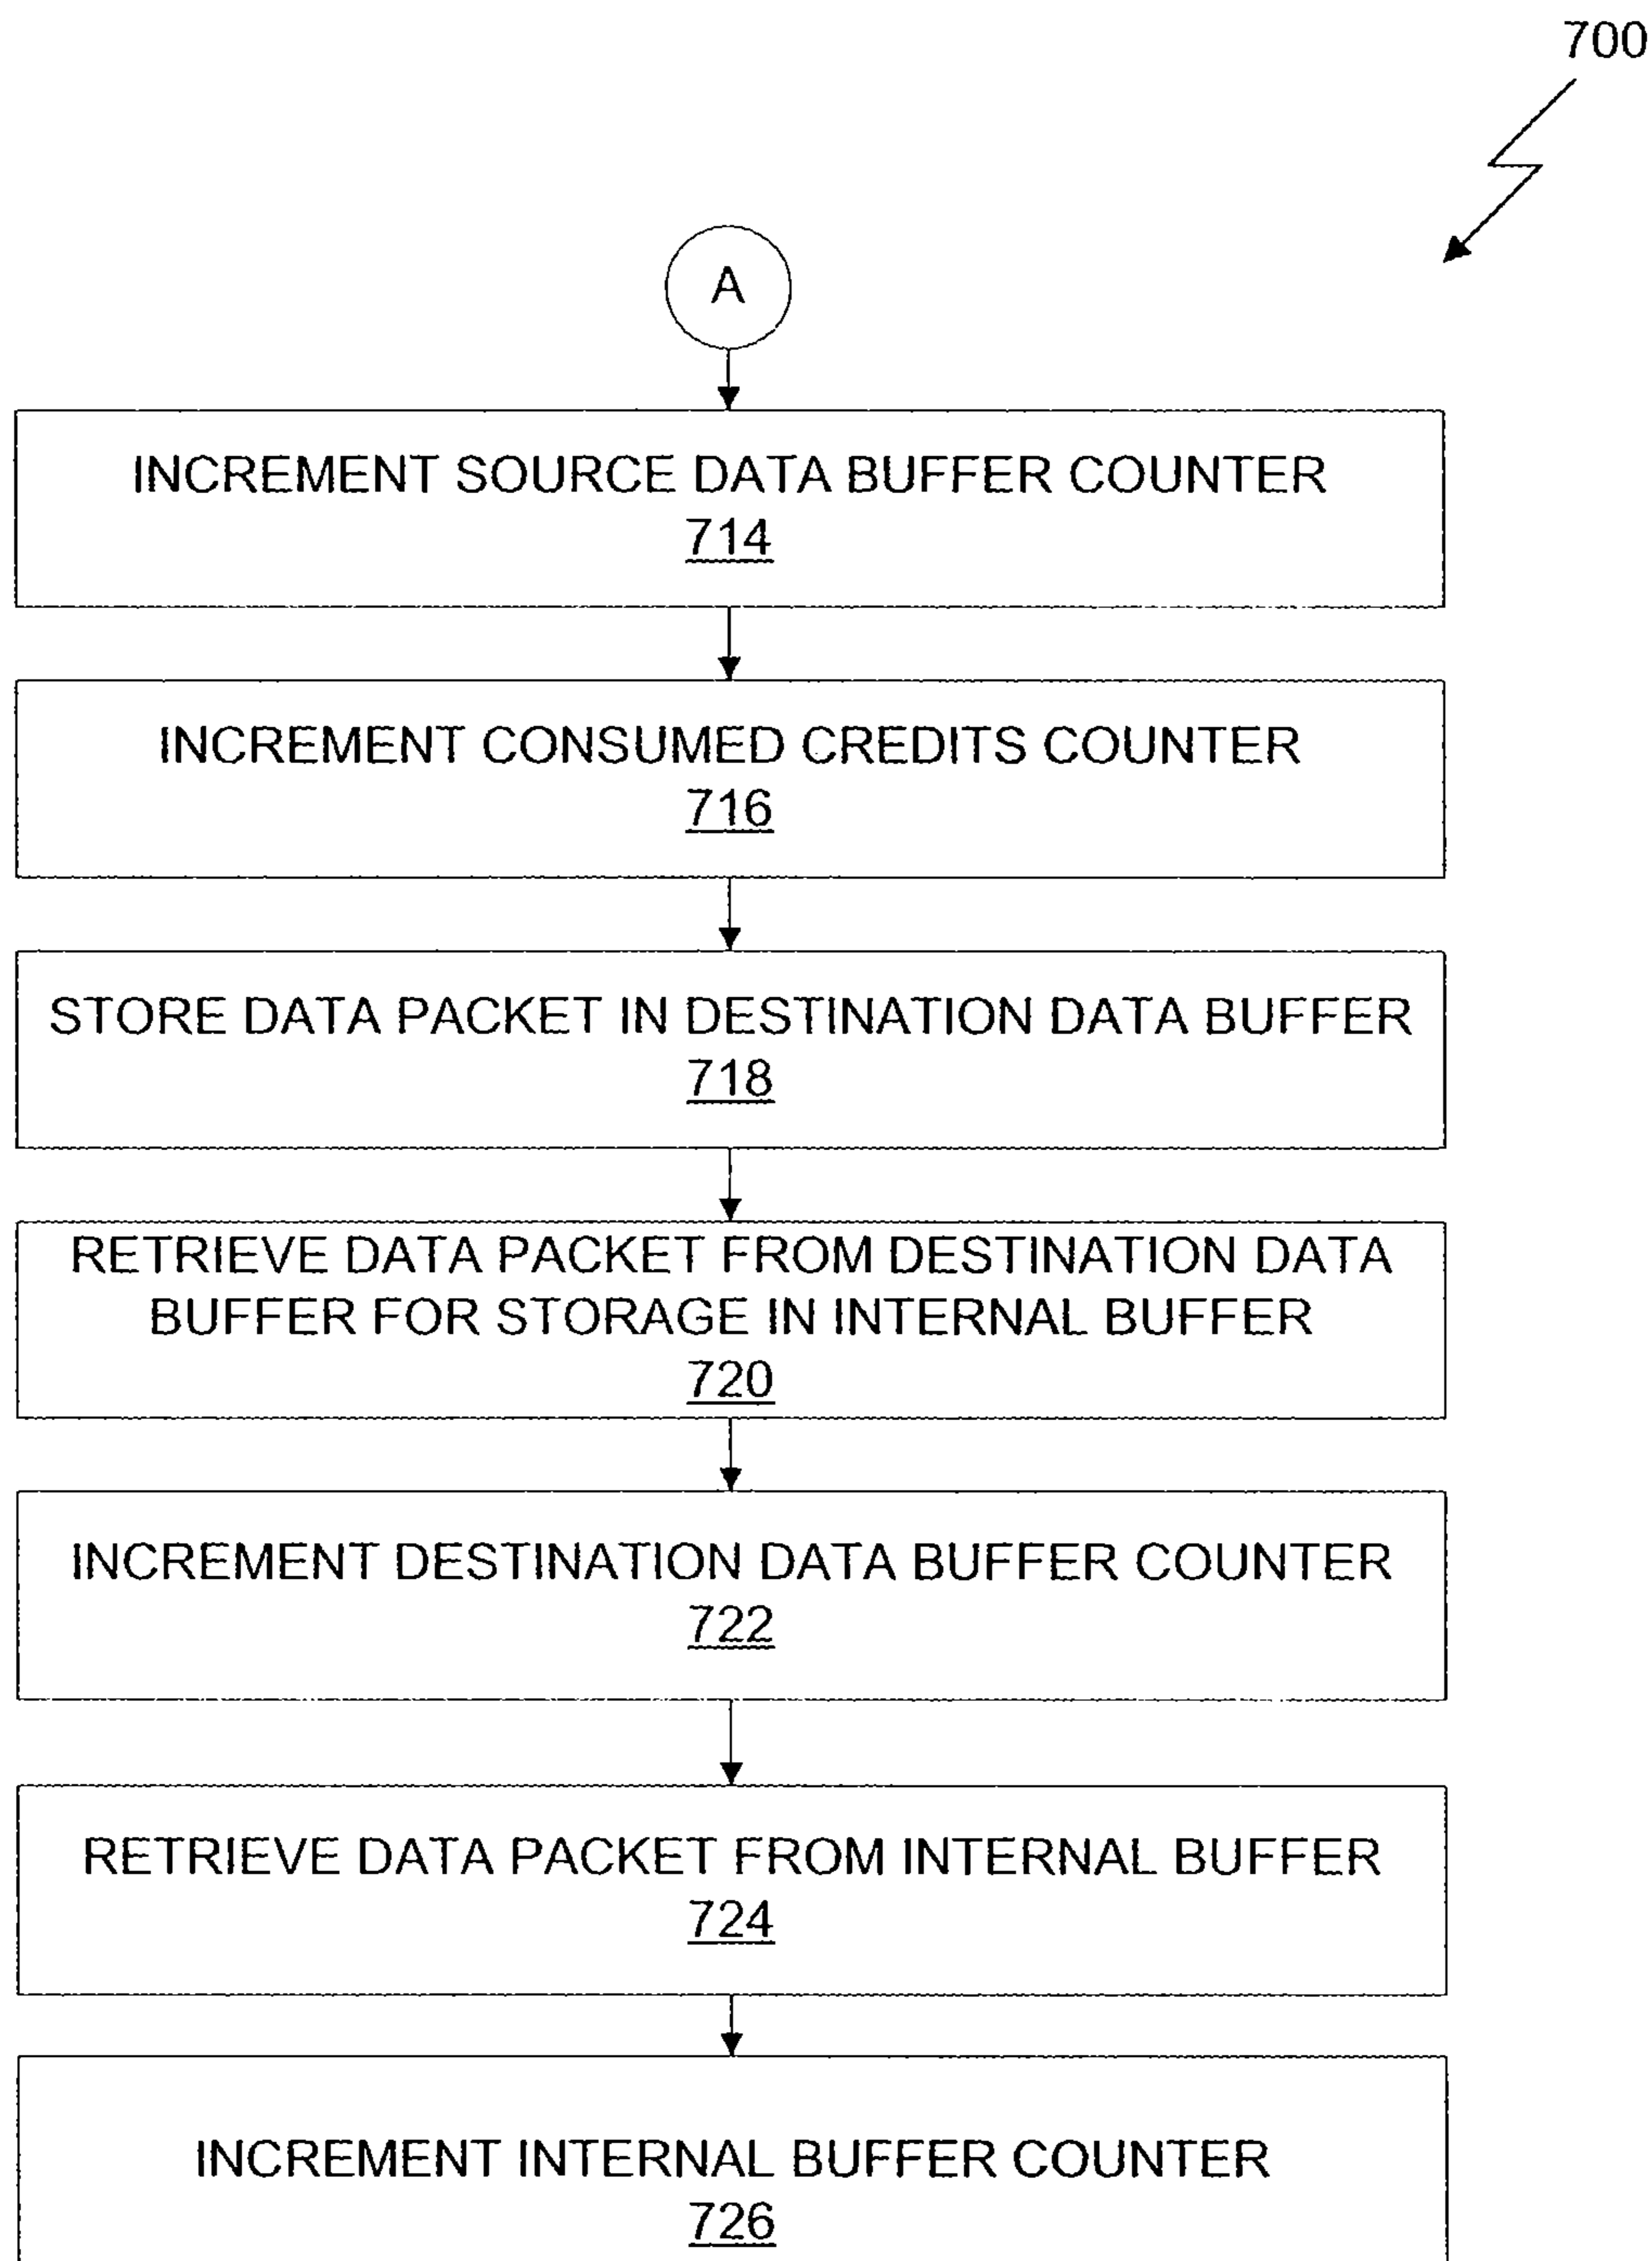 700
A
INCREMENT SOURCE DATA BUFFER COUNTER
714
INCREMENT CONSUMED CREDITS COUNTER
716
STORE DATA PACKET IN DESTINATION DATA BUFFER
718
RETRIEVE DATA PACKET FROM DESTINATION DATA
BUFFER FOR STORAGE IN INTERNAL BUFFER
720
INCREMENT DESTINATION DATA BUFFER COUNTER
722
RETRIEVE DATA PACKET FROM INTERNAL BUFFER
724
INCREMENT INTERNAL BUFFER COUNTER
726